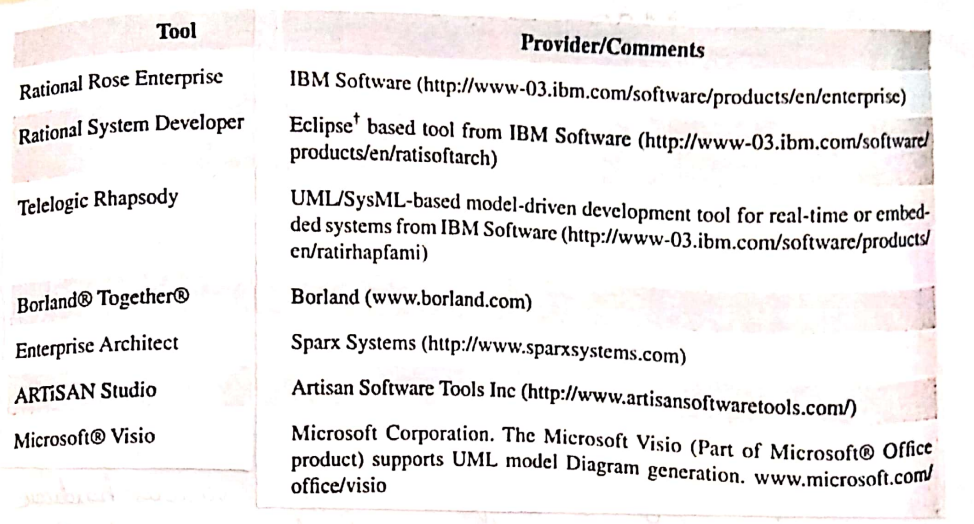 Tool Provider/Comments
Rational Rose Enterprise IBM Software (http://www-03.ibm.com/software/products/en/enterprise)
Rational System Developer Eclipse† based tool from IBM Software (http://www-03.ibm.com/software/
products/en/ratisoftarch)
Telelogic Rhapsody UML/SysML-based model-driven development tool for real-time or embed-
ded systems from IBM Software (http://www-03.ibm.com/software/products/
en/ratirhapfami)
Borland® Together® Borland (www.borland.com)
Enterprise Architect Sparx Systems (http://www.sparxsystems.com)
ARTiSAN Studio Artisan Software Tools Inc (http://www.artisansoftwaretools.com/)
Microsoft® Visio Microsoft Corporation. The Microsoft Visio (Part of Microsoft® Office
product) supports UML model Diagram generation. www.microsoft.com/
office/visio